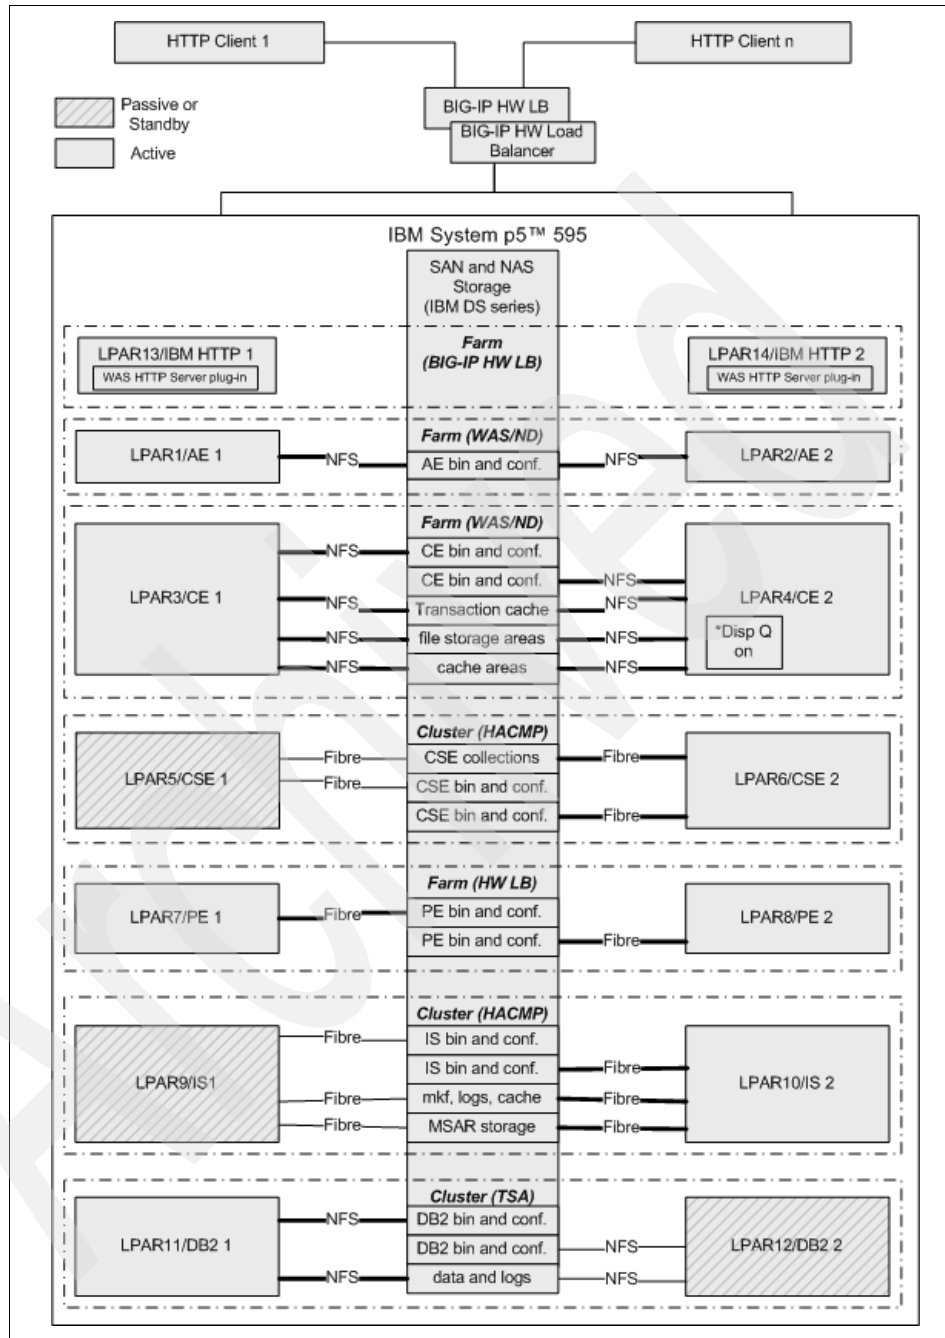 HTTP Client 1
HTTP Client n
BIG-IP HW LB
BIG-IP HW Load
Balancer
Passive or
Standby
Active
IBM System p5™ 595
SAN and NAS
Storage
(IBM DS series)
Farm
(BIG-IP HW LB)
LPAR13/IBM HTTP 1
WAS HTTP Server plug-in
LPAR14/IBM HTTP 2
WAS HTTP Server plug-in
Farm (WAS/ND)
LPAR1/AE 1
NFS
AE bin and conf.
NFS
LPAR2/AE 2
Farm (WAS/ND)
LPAR3/CE 1
NFS
CE bin and conf.
CE bin and conf.
NFS
NFS
Transaction cache
NFS
NFS
file storage areas
NFS
NFS
cache areas
NFS
LPAR4/CE 2
*Disp Q
on
Cluster (HACMP)
LPAR5/CSE 1
Fibre
CSE collections
Fibre
Fibre
CSE bin and conf.
CSE bin and conf.
Fibre
LPAR6/CSE 2
Farm (HW LB)
LPAR7/PE 1
Fibre
PE bin and conf.
PE bin and conf.
Fibre
LPAR8/PE 2
Cluster (HACMP)
LPAR9/IS1
Fibre
IS bin and conf.
IS bin and conf.
Fibre
Fibre
mkf, logs, cache
Fibre
Fibre
MSAR storage
Fibre
LPAR10/IS 2
Cluster (TSA)
LPAR11/DB2 1
NFS
DB2 bin and conf.
DB2 bin and conf.
NFS
NFS
data and logs
NFS
LPAR12/DB2 2
Archived